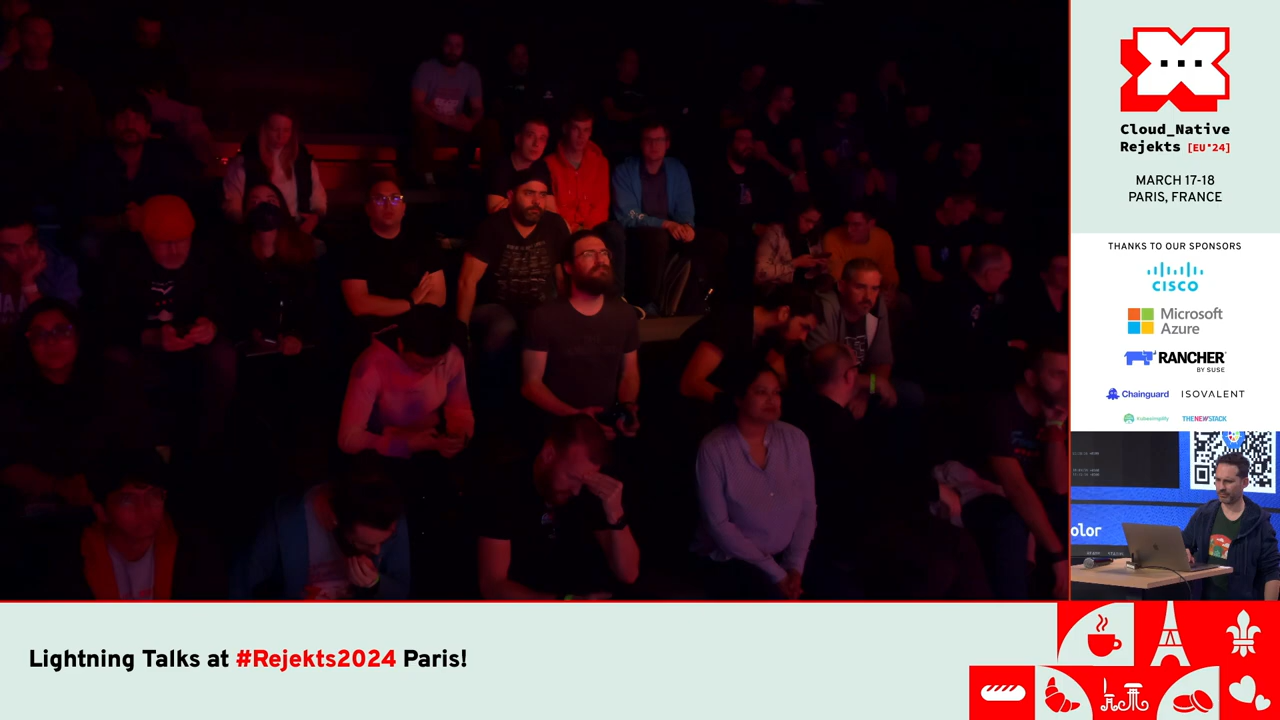 Cloud_Native
Rejekts [EU'24]
MARCH 17-18
PARIS, FRANCE
THANKS TO OUR SPONSORS
CISCO
Microsoft
Azure
RANCHER
BY SUSE
Chainguard
ISOVALENT
kubesimplify
THENEWSTACK
olor
Lightning Talks at #Rejekts2024 Paris!